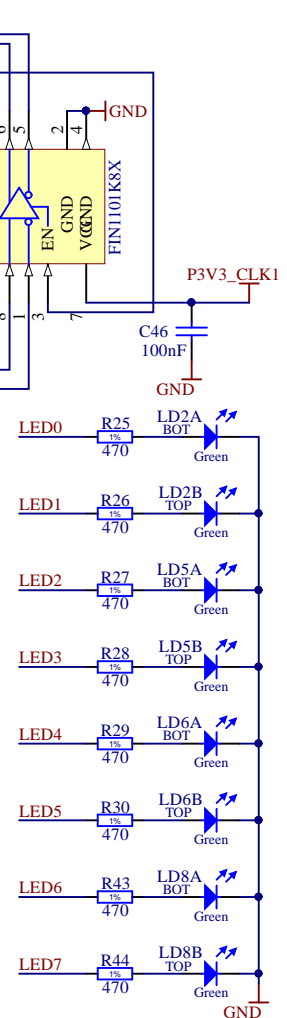 GND
6
5
2
4
GND
GND
VCC
EN
FIN1101K8X
8
1
3
7
P3V3_CLK1
C46
100nF
GND
LED0
R25
1%
470
LD2A
BOT
Green
LED1
R26
1%
470
LD2B
TOP
Green
LED2
R27
1%
470
LD5A
BOT
Green
LED3
R28
1%
470
LD5B
TOP
Green
LED4
R29
1%
470
LD6A
BOT
Green
LED5
R30
1%
470
LD6B
TOP
Green
LED6
R43
1%
470
LD8A
BOT
Green
LED7
R44
1%
470
LD8B
TOP
Green
GND